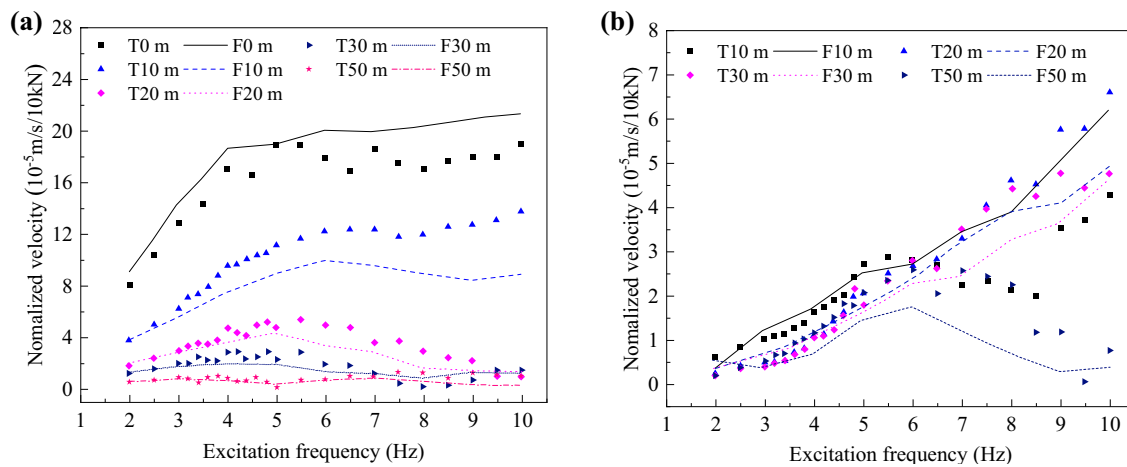 (a)
28
24
20
16
12
8
4
0
Nomalized velocity (10-5m/s/10kN)
T0 m F0 m T30 m F30 m
T10 m F10 m T50 m F50 m
T20 m F20 m
1 2 3 4 5 6 7 8 9 10
Excitation frequency (Hz)
(b)
8
7
6
5
4
3
2
1
0
Nomalized velocity (10-5m/s/10kN)
T10 m F10 m T20 m F20 m
T30 m F30 m T50 m F50 m
1 2 3 4 5 6 7 8 9 10
Excitation frequency (Hz)